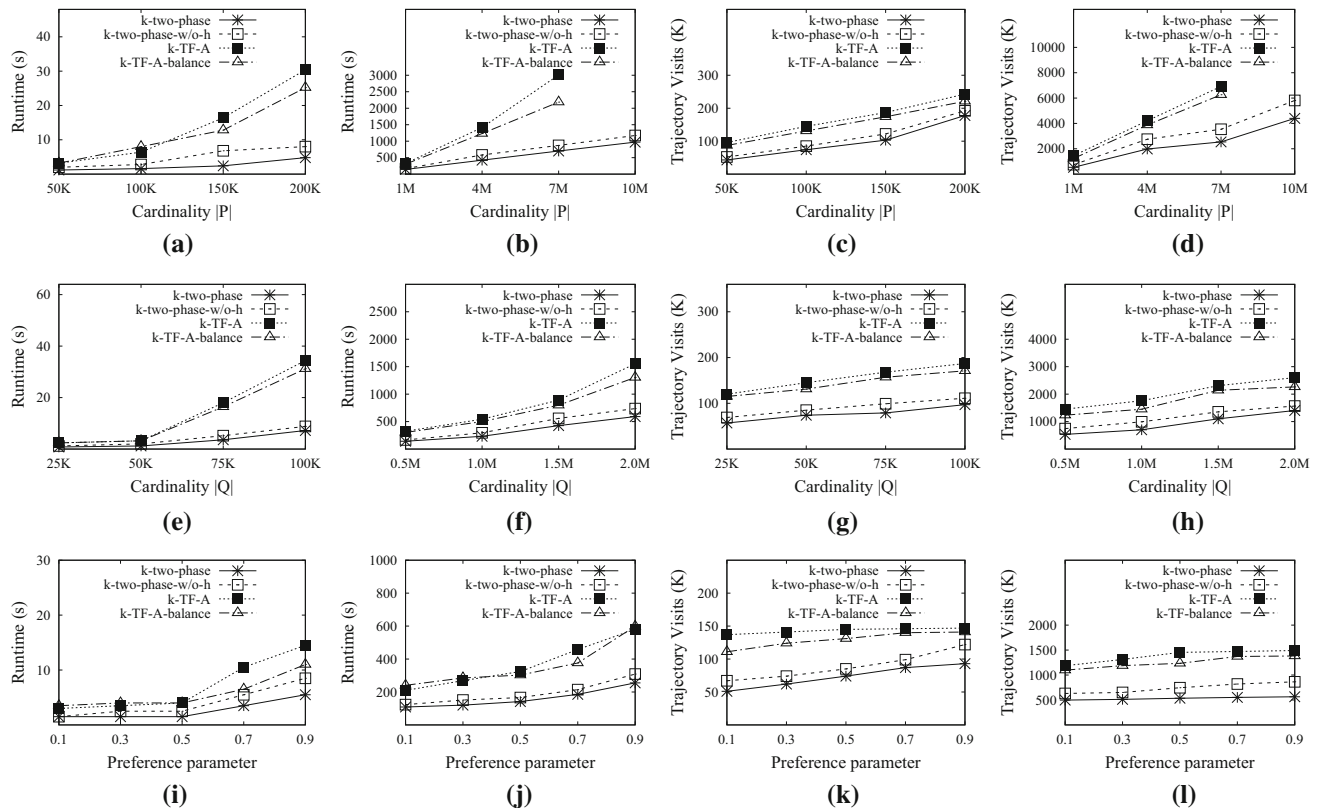 k-two-phase
k-two-phase-w/o-h
k-TF-A
k-TF-A-balance
Runtime (s)
40
30
20
10
50K 100K 150K 200K
Cardinality |P|
(a)
k-two-phase
k-two-phase-w/o-h
k-TF-A
k-TF-A-balance
Runtime (s)
3000
2500
2000
1500
1000
500
1M 4M 7M 10M
Cardinality |P|
(b)
k-two-phase
k-two-phase-w/o-h
k-TF-A
k-TF-A-balance
Trajectory Visits (K)
300
200
100
50K 100K 150K 200K
Cardinality |P|
(c)
k-two-phase
k-two-phase-w/o-h
k-TF-A
k-TF-A-balance
Trajectory Visits (K)
10000
8000
6000
4000
2000
1M 4M 7M 10M
Cardinality |P|
(d)
k-two-phase
k-two-phase-w/o-h
k-TF-A
k-TF-A-balance
Runtime (s)
60
40
20
25K 50K 75K 100K
Cardinality |Q|
(e)
k-two-phase
k-two-phase-w/o-h
k-TF-A
k-TF-A-balance
Runtime (s)
2500
2000
1500
1000
500
0.5M 1.0M 1.5M 2.0M
Cardinality |Q|
(f)
k-two-phase
k-two-phase-w/o-h
k-TF-A
k-TF-A-balance
Trajectory Visits (K)
300
200
100
25K 50K 75K 100K
Cardinality |Q|
(g)
k-two-phase
k-two-phase-w/o-h
k-TF-A
k-TF-A-balance
Trajectory Visits (K)
4000
3000
2000
1000
0.5M 1.0M 1.5M 2.0M
Cardinality |Q|
(h)
k-two-phase
k-two-phase-w/o-h
k-TF-A
k-TF-A-balance
Runtime (s)
30
20
10
0.1 0.3 0.5 0.7 0.9
Preference parameter
(i)
k-two-phase
k-two-phase-w/o-h
k-TF-A
k-TF-A-balance
Runtime (s)
1000
800
600
400
200
0.1 0.3 0.5 0.7 0.9
Preference parameter
(j)
k-two-phase
k-two-phase-w/o-h
k-TF-A
k-TF-A-balance
Trajectory Visits (K)
200
150
100
50
0.1 0.3 0.5 0.7 0.9
Preference parameter
(k)
k-two-phase
k-two-phase-w/o-h
k-TF-A
k-TF-balance
Trajectory Visits (K)
2000
1500
1000
500
0.1 0.3 0.5 0.7 0.9
Preference parameter
(l)